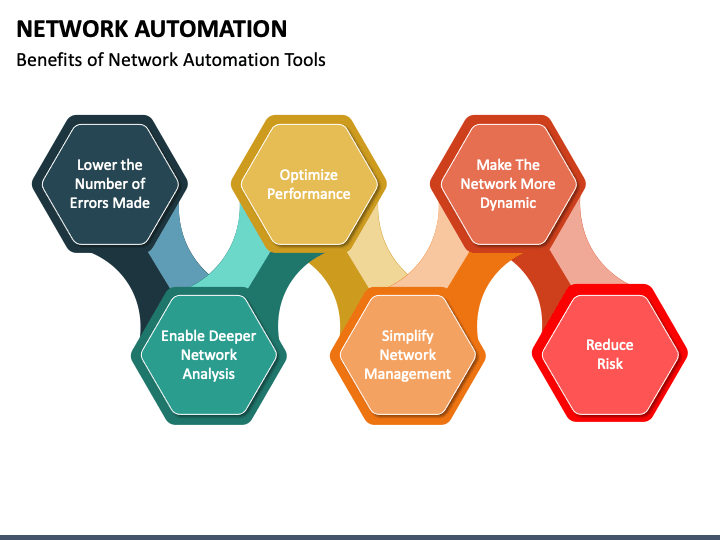 NETWORK AUTOMATION
Benefits of Network Automation Tools
Lower the
Number of
Errors Made
Enable Deeper
Network
Analysis
Optimize
Performance
Simplify
Network
Management
Make The
Network More
Dynamic
Reduce
Risk